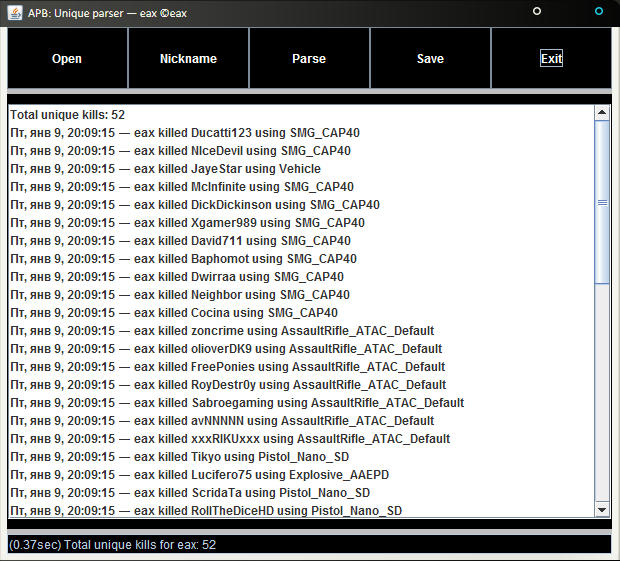 APB: Unique parser — eax ©eax
Open Nickname Parse Save Exit
Total unique kills: 52
Пт, янв 9, 20:09:15 — eax killed Ducatti123 using SMG_CAP40
Пт, янв 9, 20:09:15 — eax killed NIceDevil using SMG_CAP40
Пт, янв 9, 20:09:15 — eax killed JayeStar using Vehicle
Пт, янв 9, 20:09:15 — eax killed McInfinite using SMG_CAP40
Пт, янв 9, 20:09:15 — eax killed DickDickinson using SMG_CAP40
Пт, янв 9, 20:09:15 — eax killed Xgamer989 using SMG_CAP40
Пт, янв 9, 20:09:15 — eax killed David711 using SMG_CAP40
Пт, янв 9, 20:09:15 — eax killed Baphomot using SMG_CAP40
Пт, янв 9, 20:09:15 — eax killed Dwirraa using SMG_CAP40
Пт, янв 9, 20:09:15 — eax killed Neighbor using SMG_CAP40
Пт, янв 9, 20:09:15 — eax killed Cocina using SMG_CAP40
Пт, янв 9, 20:09:15 — eax killed zoncrime using AssaultRifle_ATAC_Default
Пт, янв 9, 20:09:15 — eax killed olioverDK9 using AssaultRifle_ATAC_Default
Пт, янв 9, 20:09:15 — eax killed FreePonies using AssaultRifle_ATAC_Default
Пт, янв 9, 20:09:15 — eax killed RoyDestr0y using AssaultRifle_ATAC_Default
Пт, янв 9, 20:09:15 — eax killed Sabroegaming using AssaultRifle_ATAC_Default
Пт, янв 9, 20:09:15 — eax killed avNNNNN using AssaultRifle_ATAC_Default
Пт, янв 9, 20:09:15 — eax killed xxxRIKUxxx using AssaultRifle_ATAC_Default
Пт, янв 9, 20:09:15 — eax killed Tikyo using Pistol_Nano_SD
Пт, янв 9, 20:09:15 — eax killed Lucifero75 using Explosive_AAEPD
Пт, янв 9, 20:09:15 — eax killed ScridaTa using Pistol_Nano_SD
Пт, янв 9, 20:09:15 — eax killed RollTheDiceHD using Pistol_Nano_SD
(0.37sec) Total unique kills for eax: 52